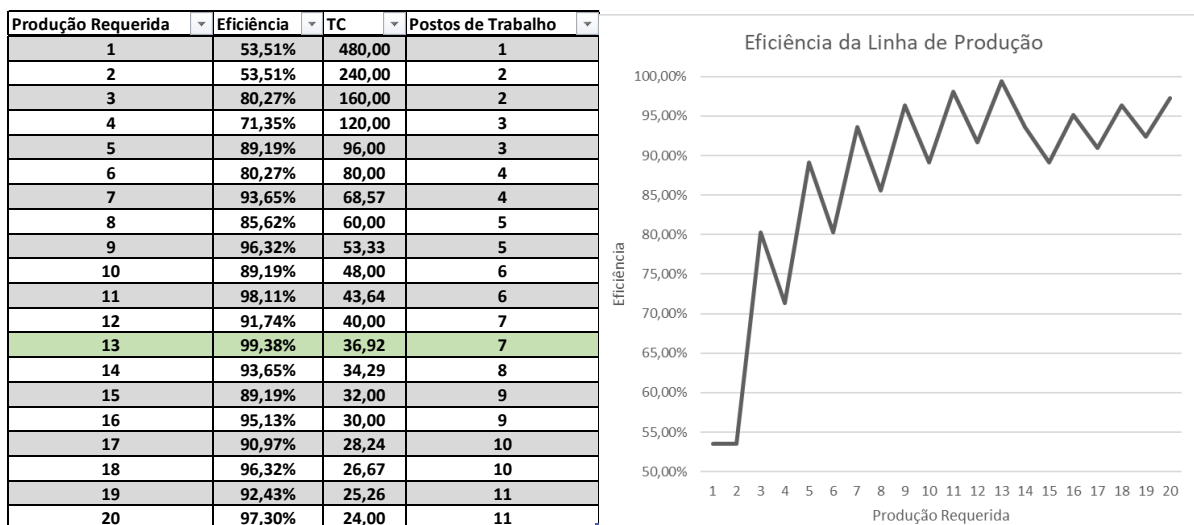 Produção Requerida Eficiência TC Postos de Trabalho
1 53,51% 480,00 1
2 53,51% 240,00 2
3 80,27% 160,00 2
4 71,35% 120,00 3
5 89,19% 96,00 3
6 80,27% 80,00 4
7 93,65% 68,57 4
8 85,62% 60,00 5
9 96,32% 53,33 5
10 89,19% 48,00 6
11 98,11% 43,64 6
12 91,74% 40,00 7
13 99,38% 36,92 7
14 93,65% 34,29 8
15 89,19% 32,00 9
16 95,13% 30,00 9
17 90,97% 28,24 10
18 96,32% 26,67 10
19 92,43% 25,26 11
20 97,30% 24,00 11
Eficiência da Linha de Produção
Eficiência
100,00%
95,00%
90,00%
85,00%
80,00%
75,00%
70,00%
65,00%
60,00%
55,00%
50,00%
1 2 3 4 5 6 7 8 9 10 11 12 13 14 15 16 17 18 19 20
Produção Requerida